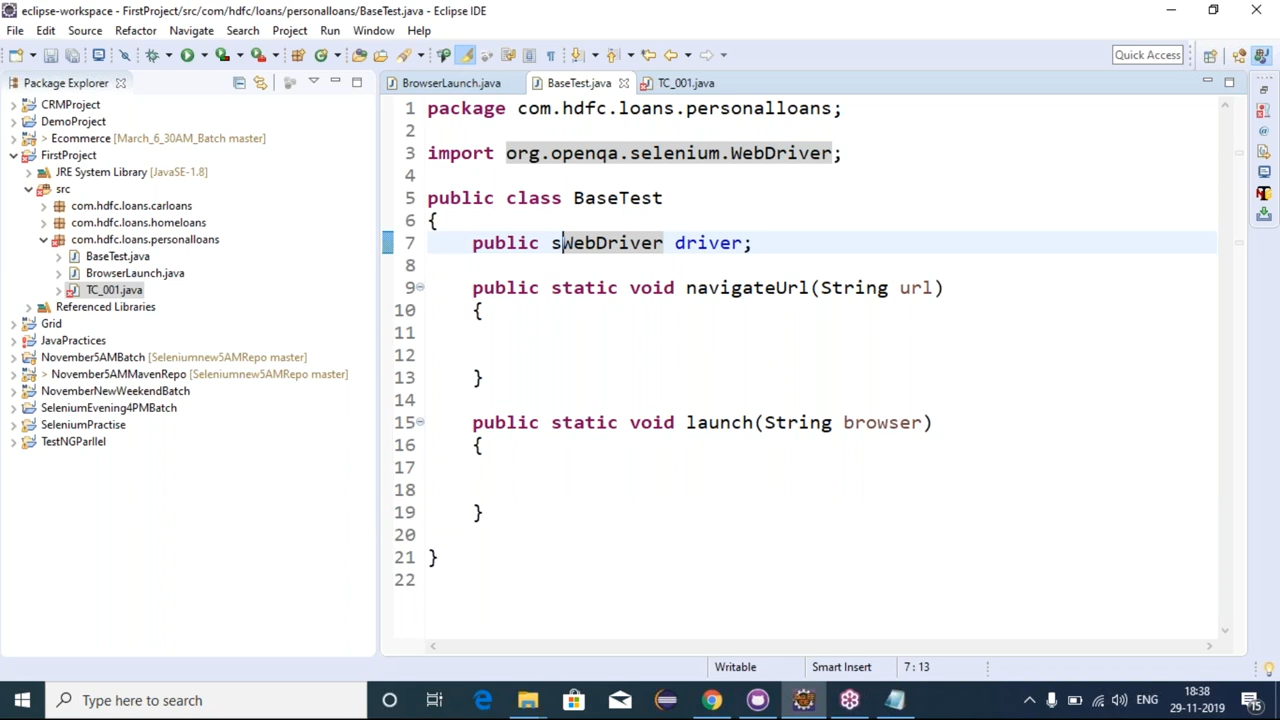 eclipse-workspace - FirstProject/src/com/hdfc/loans/personalloans/BaseTest.java - Eclipse IDE
File Edit Source Refactor Navigate Search Project Run Window Help
Quick Access
Package Explorer
BrowserLaunch.java BaseTest.java TC_001.java
CRMProject
DemoProject
> Ecommerce [March_6_30AM_Batch master]
FirstProject
JRE System Library [JavaSE-1.8]
src
com.hdfc.loans.carloans
com.hdfc.loans.homeloans
com.hdfc.loans.personalloans
BaseTest.java
BrowserLaunch.java
TC_001.java
Referenced Libraries
Grid
JavaPractices
November5AMBatch [Seleniumnew5AMRepo master]
> November5AMMavenRepo [Seleniumnew5AMRepo master]
NovemberNewWeekendBatch
SeleniumEvening4PMBatch
SeleniumPractise
TestNGParllel
1 package com.hdfc.loans.personalloans;
2
3 import org.openqa.selenium.WebDriver;
4
5 public class BaseTest
6 {
7 public sWebDriver driver;
8
9 public static void navigateUrl(String url)
10 {
11
12
13 }
14
15 public static void launch(String browser)
16 {
17
18
19 }
20
21 }
22
Writable Smart Insert 7 : 13
Type here to search
ENG
18:38
29-11-2019
15